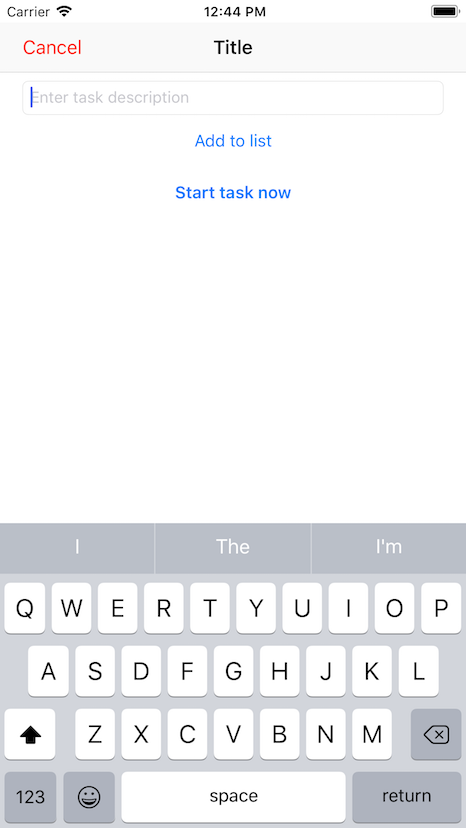 Carrier 12:44 PM
Cancel Title
Enter task description
Add to list
Start task now
I The I'm
Q W E R T Y U I O P
A S D F G H J K L
Z X C V B N M
123 space return